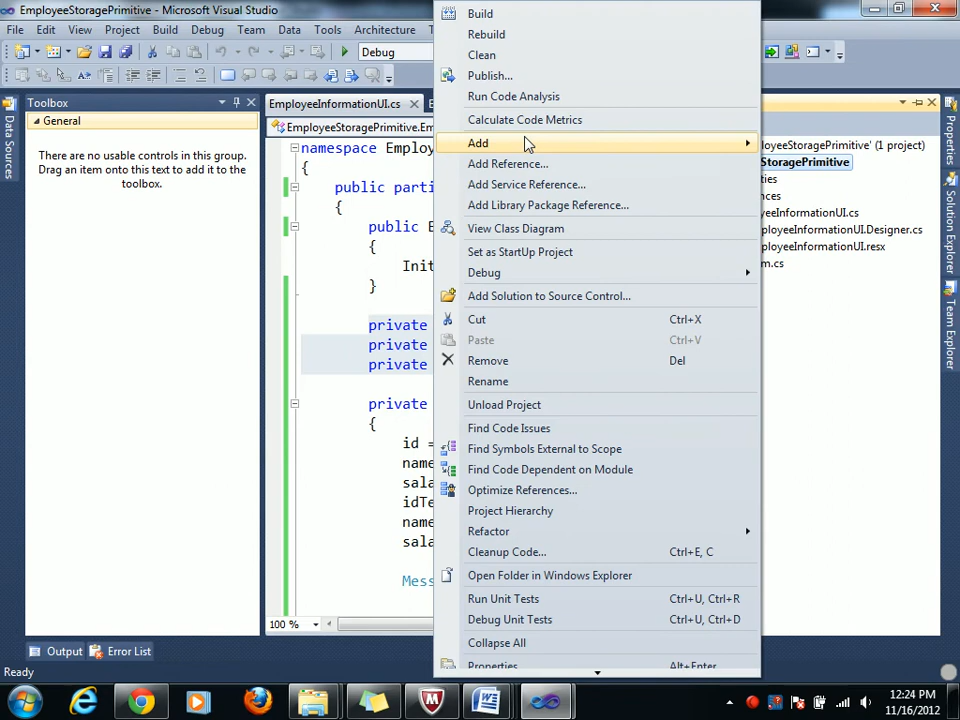 EmployeeStoragePrimitive - Microsoft Visual Studio
File Edit View Project Build Debug Team Data Tools Architecture
Debug
Toolbox
General
There are no usable controls in this group.
Drag an item onto this text to add it to the
toolbox.
Data Sources
EmployeeInformationUI.cs
EmployeeStoragePrimitive.Em
namespace Employ
{
public parti
{
public E
{
Init
}
private
private
private
private
{
id =
name
sala
idTe
name
sala
Mess
100 %
Build
Rebuild
Clean
Publish...
Run Code Analysis
Calculate Code Metrics
Add
Add Reference...
Add Service Reference...
Add Library Package Reference...
View Class Diagram
Set as StartUp Project
Debug
Add Solution to Source Control...
Cut Ctrl+X
Paste Ctrl+V
Remove Del
Rename
Unload Project
Find Code Issues
Find Symbols External to Scope
Find Code Dependent on Module
Optimize References...
Project Hierarchy
Refactor
Cleanup Code... Ctrl+E, C
Open Folder in Windows Explorer
Run Unit Tests Ctrl+U, Ctrl+R
Debug Unit Tests Ctrl+U, Ctrl+D
Collapse All
Properties Alt+Enter
loyeeStoragePrimitive' (1 project)
StoragePrimitive
ties
nces
yeeInformationUI.cs
ployeeInformationUI.Designer.cs
ployeeInformationUI.resx
m.cs
Properties
Solution Explorer
Team Explorer
Output Error List
Ready
12:24 PM
11/16/2012